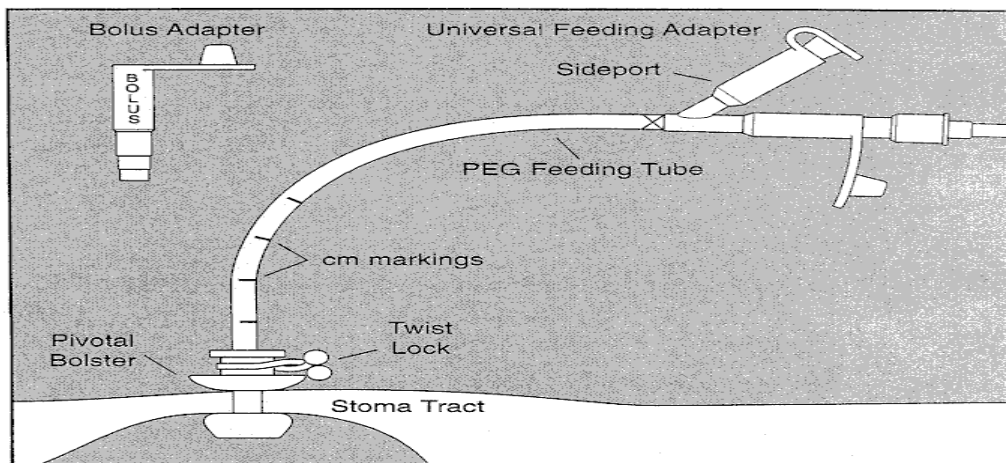 Bolus Adapter
Universal Feeding Adapter
Sideport
BOLUS
PEG Feeding Tube
cm markings
Pivotal
Bolster
Twist
Lock
Stoma Tract